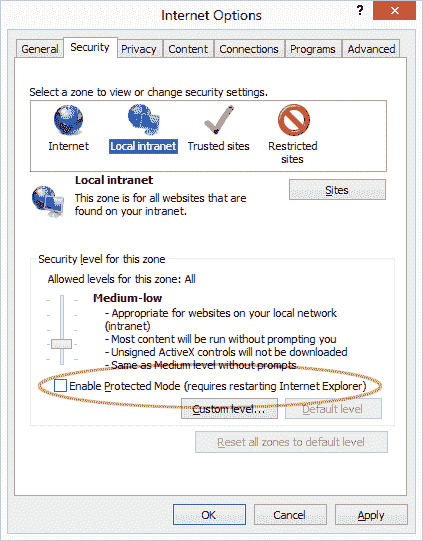 Internet Options
?
General Security Privacy Content Connections Programs Advanced
Select a zone to view or change security settings.
Internet Local intranet Trusted sites Restricted
sites
Local intranet
This zone is for all websites that are
found on your intranet.
Sites
Security level for this zone
Allowed levels for this zone: All
Medium-low
- Appropriate for websites on your local network
(intranet)
- Most content will be run without prompting you
- Unsigned ActiveX controls will not be downloaded
- Same as Medium level without prompts
Enable Protected Mode (requires restarting Internet Explorer)
Custom level... Default level
Reset all zones to default level
OK Cancel Apply